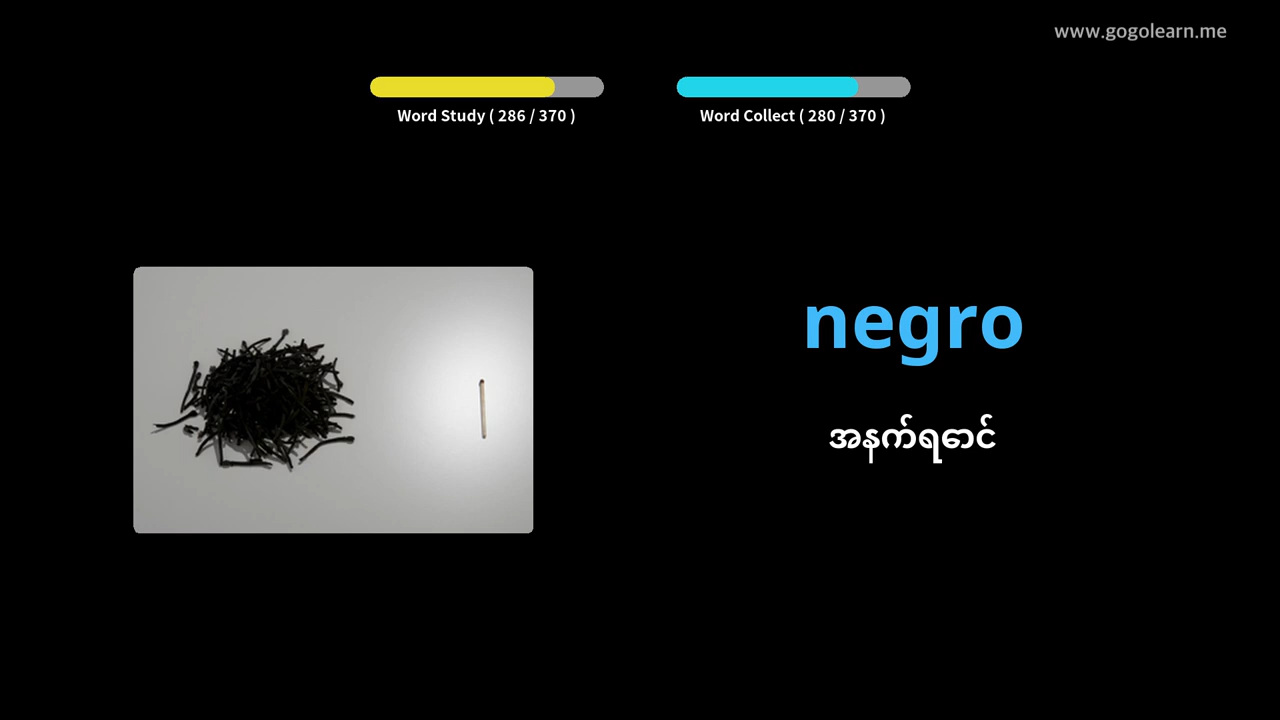 www.gogolearn.me
Word Study ( 286 / 370 )
Word Collect ( 280 / 370 )
negro
အနက်ရောင်